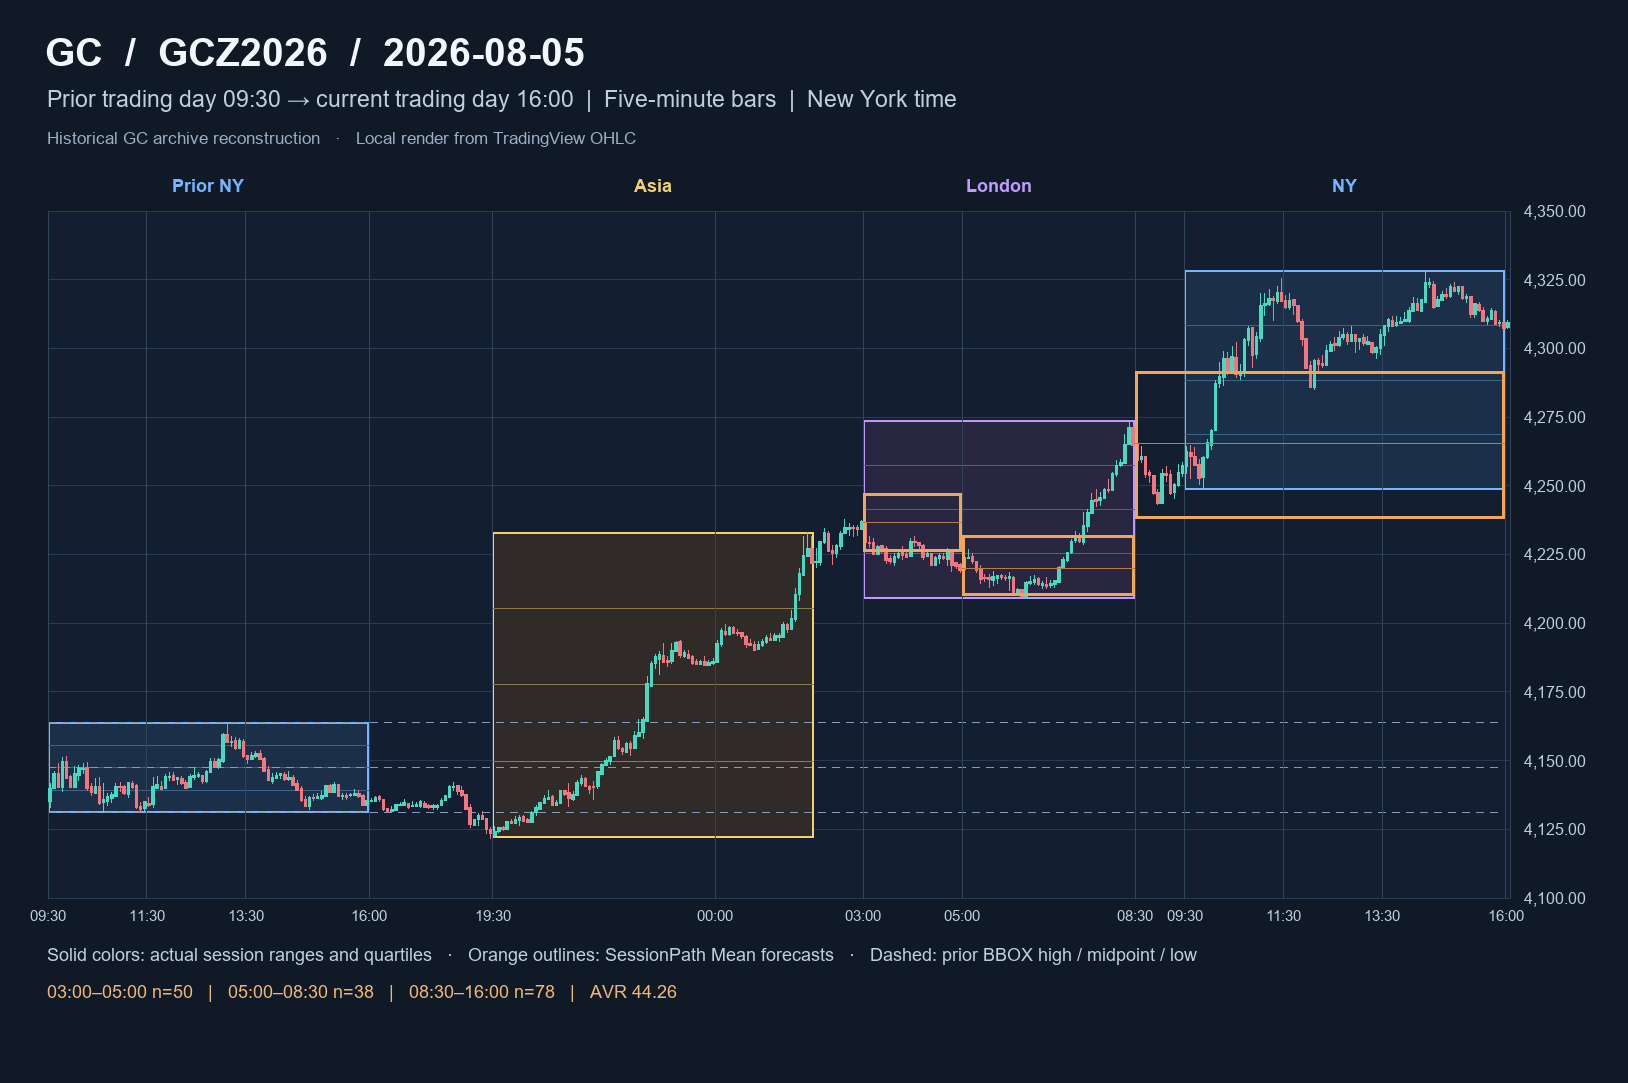 GC / GCZ2026 / 2026-08-05
Prior trading day 09:30 → current trading day 16:00 | Five-minute bars | New York time
Historical GC archive reconstruction · Local render from TradingView OHLC
Prior NY Asia London NY
4,350.00
4,325.00
4,300.00
4,275.00
4,250.00
4,225.00
4,200.00
4,175.00
4,150.00
4,125.00
4,100.00
09:30 11:30 13:30 16:00 19:30 00:00 03:00 05:00 08:30 09:30 11:30 13:30 16:00
Solid colors: actual session ranges and quartiles · Orange outlines: SessionPath Mean forecasts · Dashed: prior BBOX high / midpoint / low
03:00–05:00 n=50 | 05:00–08:30 n=38 | 08:30–16:00 n=78 | AVR 44.26